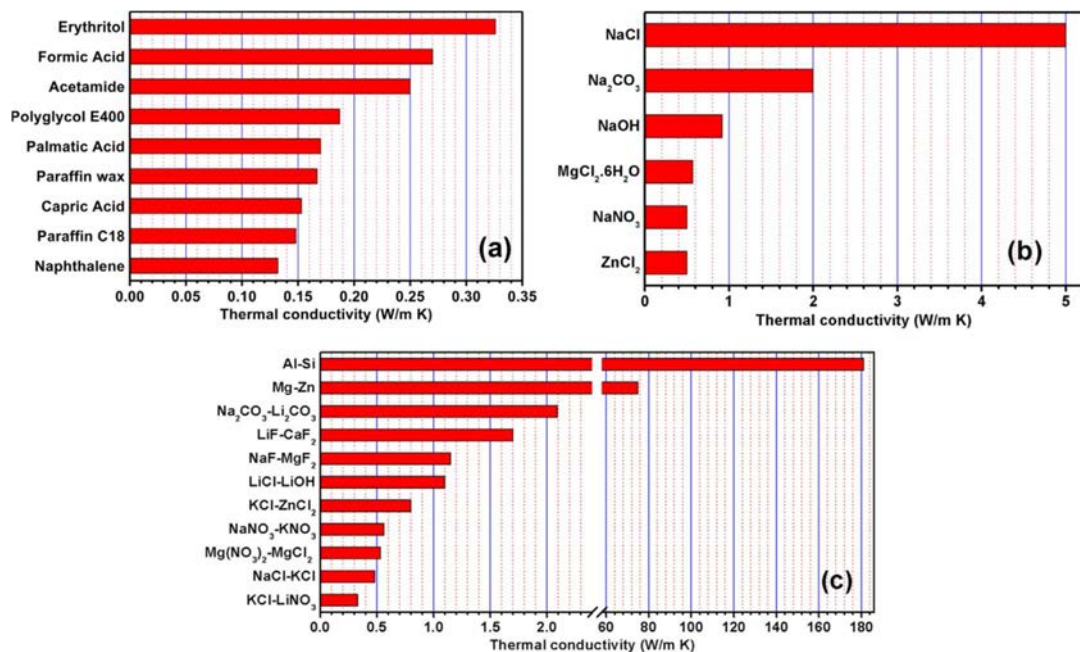 Erythritol
Formic Acid
Acetamide
Polyglycol E400
Palmatic Acid
Paraffin wax
Capric Acid
Paraffin C18
Naphthalene
(a)
0.00 0.05 0.10 0.15 0.20 0.25 0.30 0.35
Thermal conductivity (W/m K)
NaCl
Na₂CO₃
NaOH
MgCl₂.6H₂O
NaNO₃
ZnCl₂
(b)
0 1 2 3 4 5
Thermal conductivity (W/m K)
Al-Si
Mg-Zn
Na₂CO₃-Li₂CO₃
LiF-CaF₂
NaF-MgF₂
LiCl-LiOH
KCl-ZnCl₂
NaNO₃-KNO₃
Mg(NO₃)₂-MgCl₂
NaCl-KCl
KCl-LiNO₃
(c)
0.0 0.5 1.0 1.5 2.0 60 80 100 120 140 160 180
Thermal conductivity (W/m K)